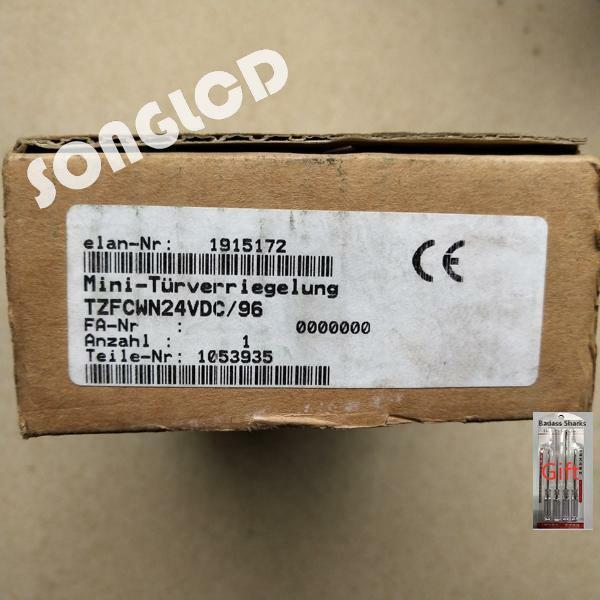 SONGLCD
elan-Nr: 1915172
CE
Mini-Türverriegelung
TZFCWN24VDC/96
FA-Nr : 0000000
Anzahl : 1
Teile-Nr: 1053935
Badass Sharks
Gift